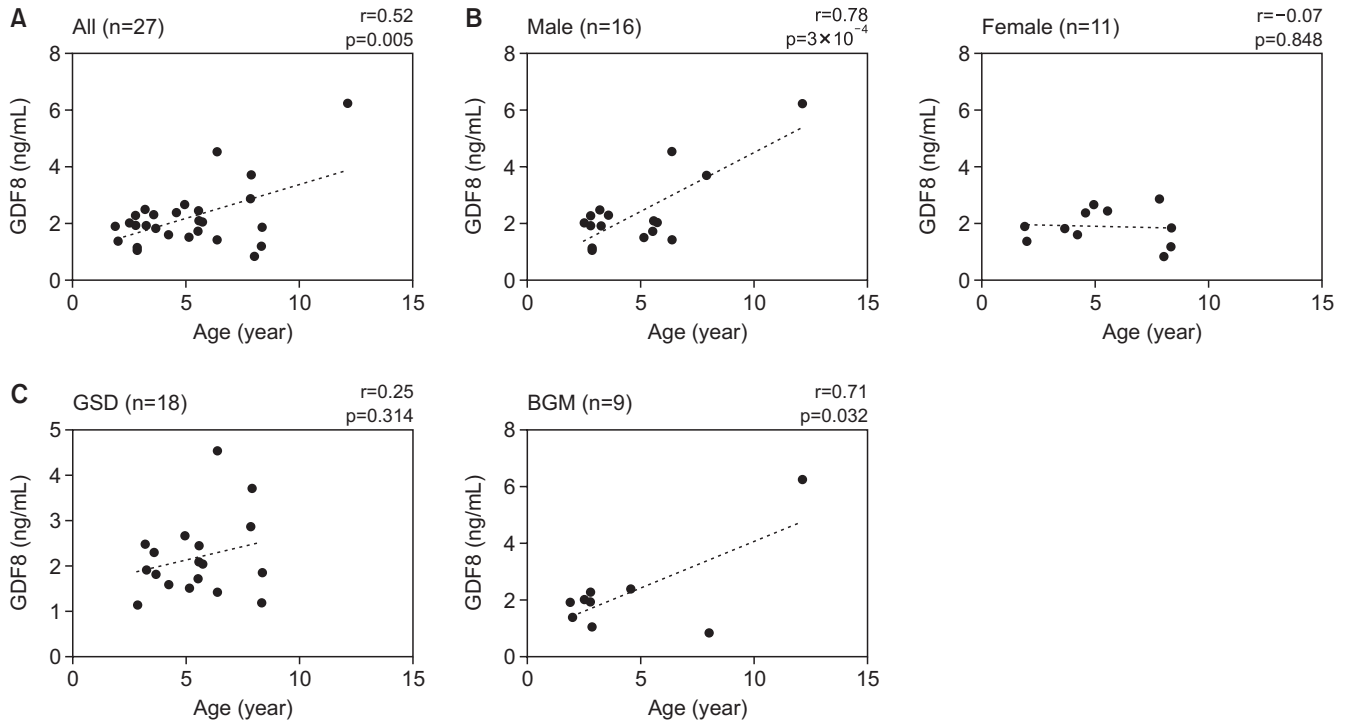 A
All (n=27)
r=0.52
p=0.005
8
6
4
2
0
GDF8 (ng/mL)
0 5 10 15
Age (year)
B
Male (n=16)
r=0.78
p=3×10⁻⁴
8
6
4
2
0
GDF8 (ng/mL)
0 5 10 15
Age (year)
Female (n=11)
r=−0.07
p=0.848
8
6
4
2
0
GDF8 (ng/mL)
0 5 10 15
Age (year)
C
GSD (n=18)
r=0.25
p=0.314
5
4
3
2
1
0
GDF8 (ng/mL)
0 5 10 15
Age (year)
BGM (n=9)
r=0.71
p=0.032
8
6
4
2
0
GDF8 (ng/mL)
0 5 10 15
Age (year)